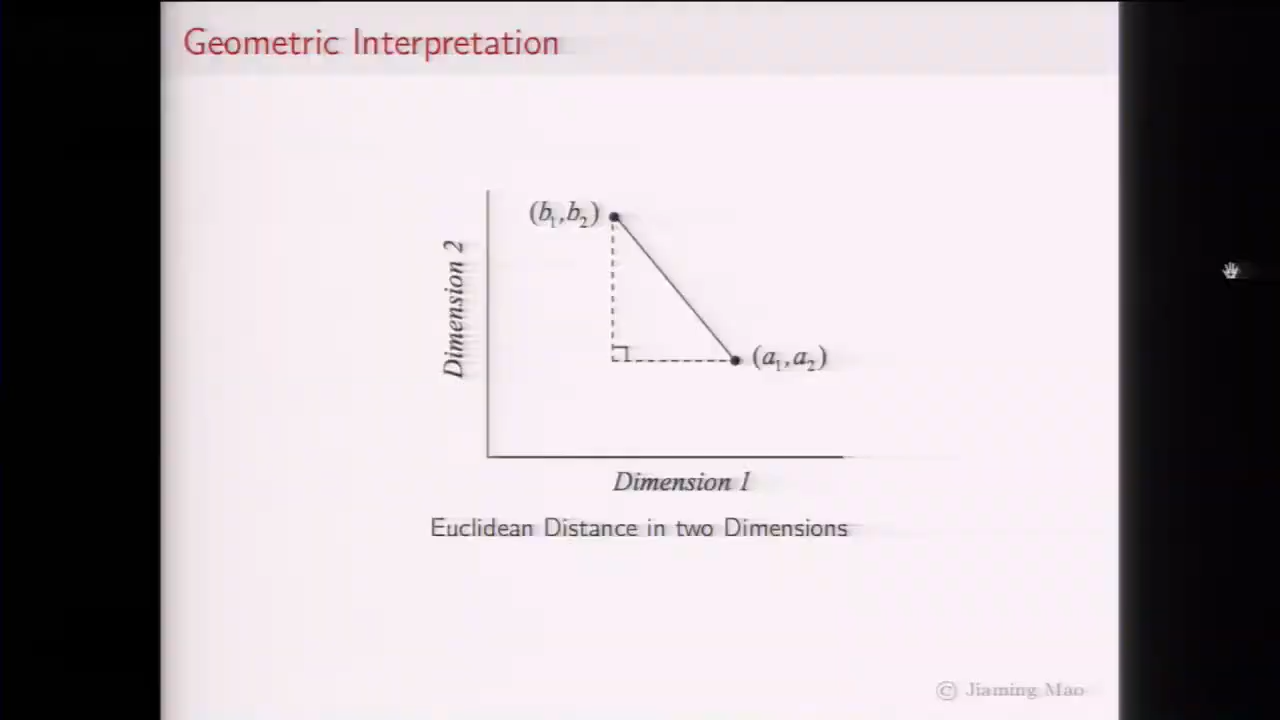 Geometric Interpretation
(b₁,b₂)
Dimension 2
(a₁,a₂)
Dimension 1
Euclidean Distance in two Dimensions
© Jiaming Mao